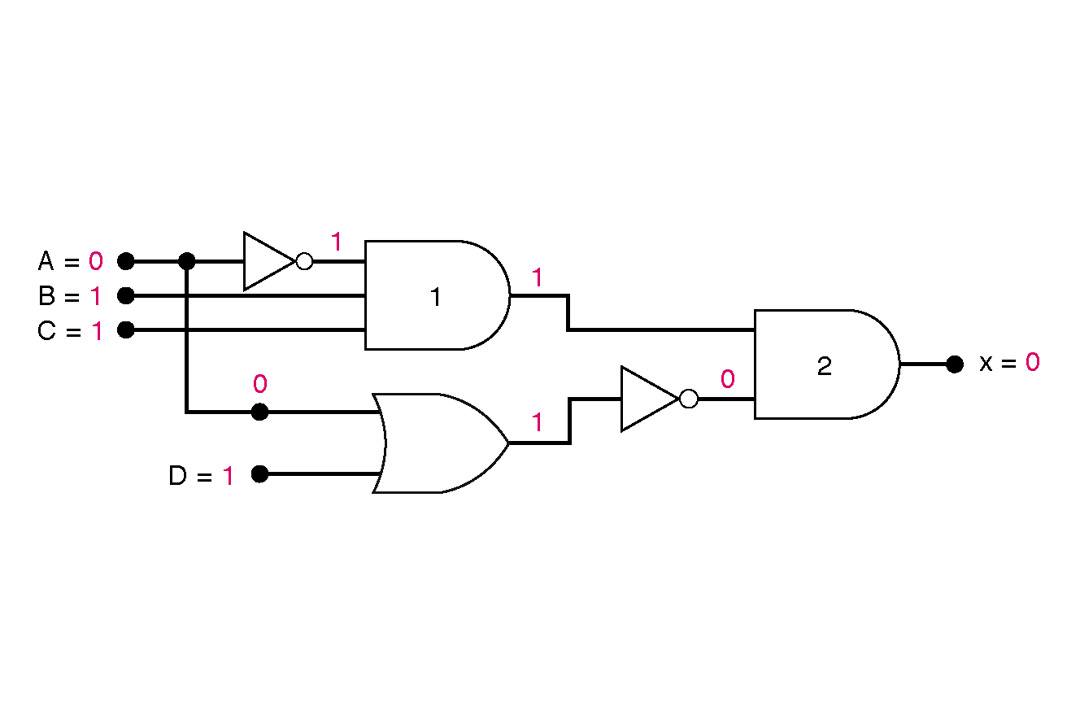 A = 0
1
B = 1
1
1
C = 1
2
x = 0
0
0
1
D = 1